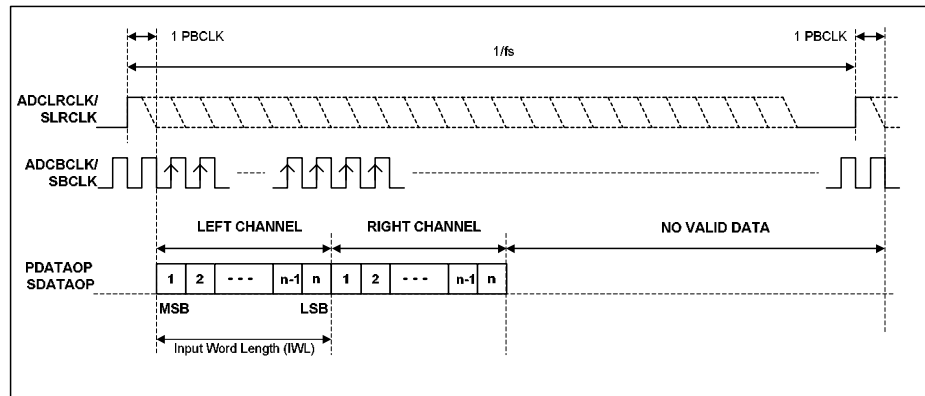 1 PBCLK
1 PBCLK
1/fs
ADCLRCLK/
SLRCLK
ADCBCLK/
SBCLK
LEFT CHANNEL
RIGHT CHANNEL
NO VALID DATA
PDATAOP
SDATAOP
1 2 --- n-1 n 1 2 --- n-1 n
MSB
LSB
Input Word Length (IWL)